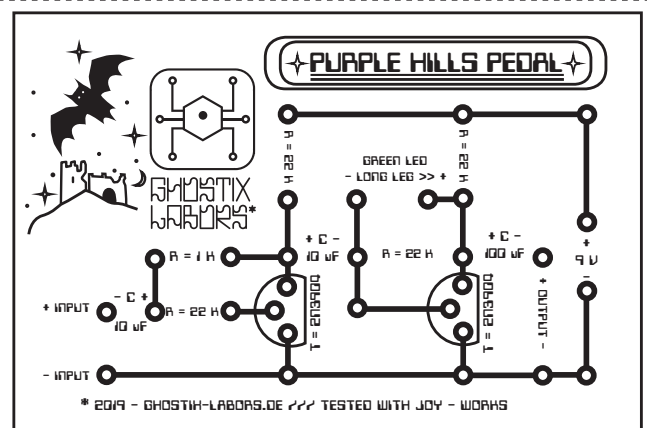 PURPLE HILLS PEDAL
GHOSTIX
LABORS*
R = 22 K
R = 22 K
GREEN LED
- LONG LEG >> +
R = 1 K
+ C -
10 uF
R = 22 K
+ C -
100 uF
+ 9 V -
+ INPUT
- C +
10 uF
R = 22 K
T = 2N3904
T = 2N3904
+ OUTPUT -
- INPUT
* 2019 - GHOSTIX-LABORS.DE /// TESTED WITH JOY - WORKS